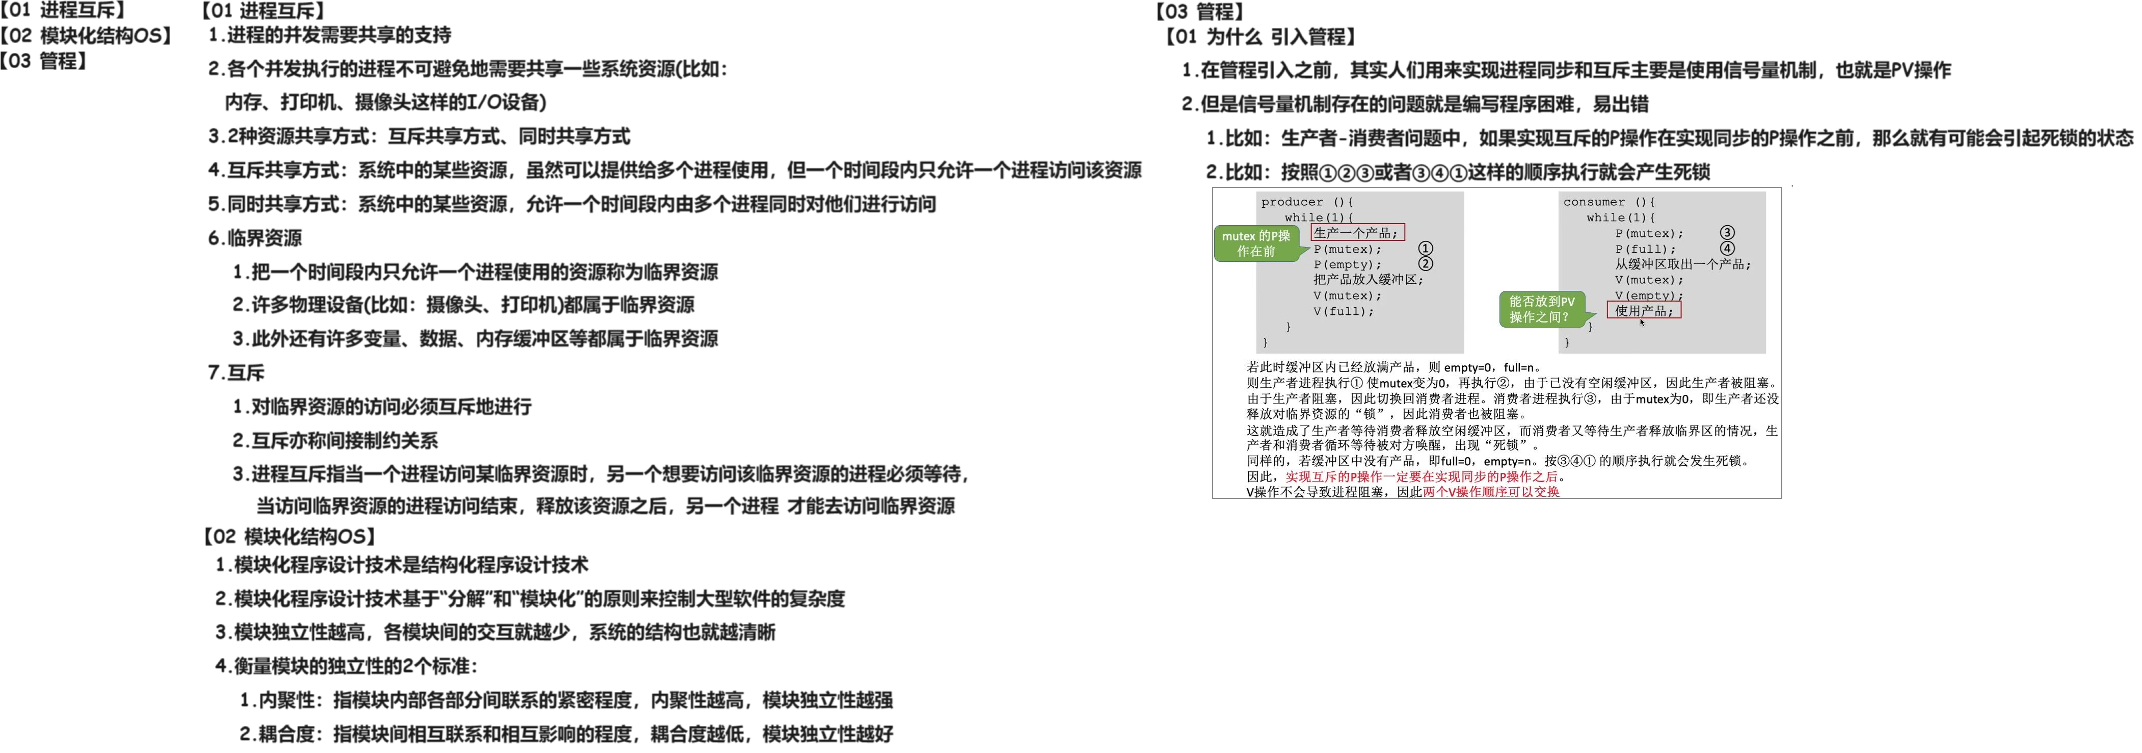 【01 进程互斥】
【02 模块化结构OS】
【03 管程】
【01 进程互斥】
1.进程的并发需要共享的支持
2.各个并发执行的进程不可避免地需要共享一些系统资源(比如：
内存、打印机、摄像头这样的I/O设备)
3.2种资源共享方式：互斥共享方式、同时共享方式
4.互斥共享方式：系统中的某些资源，虽然可以提供给多个进程使用，但一个时间段内只允许一个进程访问该资源
5.同时共享方式：系统中的某些资源，允许一个时间段内由多个进程同时对他们进行访问
6.临界资源
1.把一个时间段内只允许一个进程使用的资源称为临界资源
2.许多物理设备(比如：摄像头、打印机)都属于临界资源
3.此外还有许多变量、数据、内存缓冲区等都属于临界资源
7.互斥
1.对临界资源的访问必须互斥地进行
2.互斥亦称间接制约关系
3.进程互斥指当一个进程访问某临界资源时，另一个想要访问该临界资源的进程必须等待，
当访问临界资源的进程访问结束，释放该资源之后，另一个进程 才能去访问临界资源
【02 模块化结构OS】
1.模块化程序设计技术是结构化程序设计技术
2.模块化程序设计技术基于“分解”和“模块化”的原则来控制大型软件的复杂度
3.模块独立性越高，各模块间的交互就越少，系统的结构也就越清晰
4.衡量模块的独立性的2个标准：
1.内聚性：指模块内部各部分间联系的紧密程度，内聚性越高，模块独立性越强
2.耦合度：指模块间相互联系和相互影响的程度，耦合度越低，模块独立性越好
【03 管程】
【01 为什么 引入管程】
1.在管程引入之前，其实人们用来实现进程同步和互斥主要是使用信号量机制，也就是PV操作
2.但是信号量机制存在的问题就是编写程序困难，易出错
1.比如：生产者-消费者问题中，如果实现互斥的P操作在实现同步的P操作之前，那么就有可能会引起死锁的状态
2.比如：按照①②③或者③④①这样的顺序执行就会产生死锁
producer (){
while(1){
生产一个产品;
P(mutex); ①
P(empty); ②
把产品放入缓冲区;
V(mutex);
V(full);
}
}
mutex 的P操
作在前
consumer (){
while(1){
P(mutex); ③
P(full); ④
从缓冲区取出一个产品;
V(mutex);
V(empty);
使用产品;
}
}
能否放到PV
操作之间？
若此时缓冲区内已经放满产品，则 empty=0，full=n。
则生产者进程执行① 使mutex变为0，再执行②，由于已没有空闲缓冲区，因此生产者被阻塞。
由于生产者阻塞，因此切换回消费者进程。消费者进程执行③，由于mutex为0，即生产者还没
释放对临界资源的“锁”，因此消费者也被阻塞。
这就造成了生产者等待消费者释放空闲缓冲区，而消费者又等待生产者释放临界区的情况，生
产者和消费者循环等待被对方唤醒，出现“死锁”。
同样的，若缓冲区中没有产品，即full=0，empty=n。按③④① 的顺序执行就会发生死锁。
因此，实现互斥的P操作一定要在实现同步的P操作之后。
V操作不会导致进程阻塞，因此两个V操作顺序可以交换